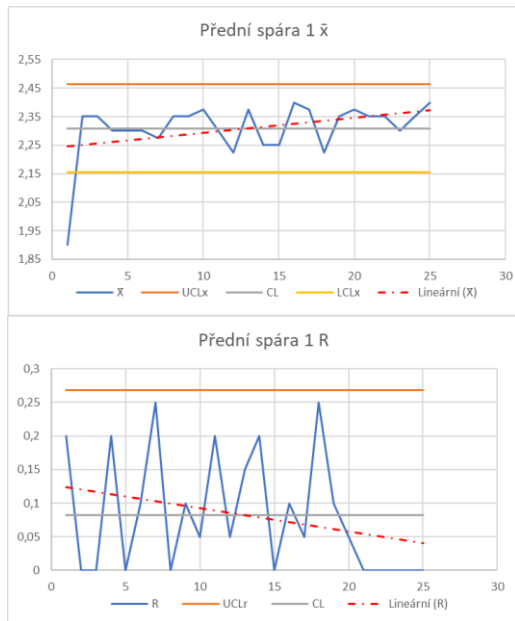 Přední spára 1 x̄
2,55
2,45
2,35
2,25
2,15
2,05
1,95
1,85
0 5 10 15 20 25 30
X̄ UCLx CL LCLx Lineární (X̄)
Přední spára 1 R
0,3
0,25
0,2
0,15
0,1
0,05
0
0 5 10 15 20 25 30
R UCLr CL Lineární (R)